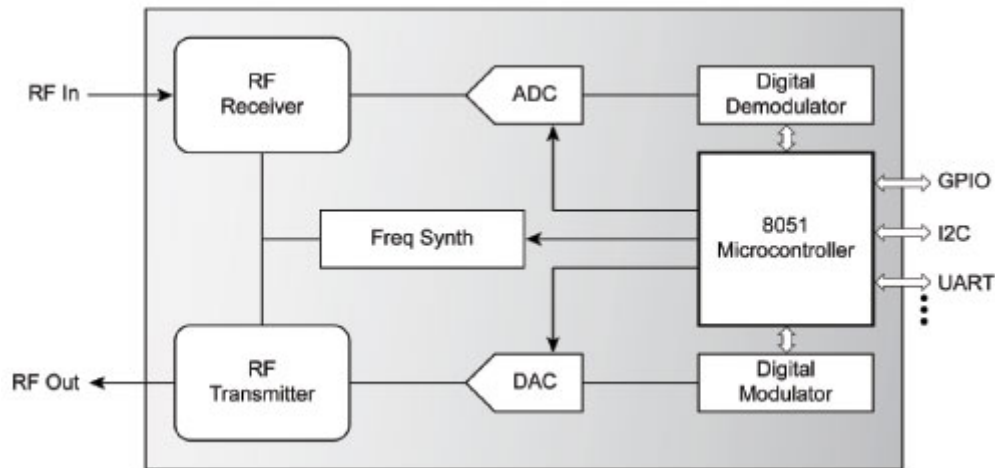 RF In
RF
Receiver
ADC
Digital
Demodulator
GPIO
Freq Synth
8051
Microcontroller
I2C
UART
RF Out
RF
Transmitter
DAC
Digital
Modulator